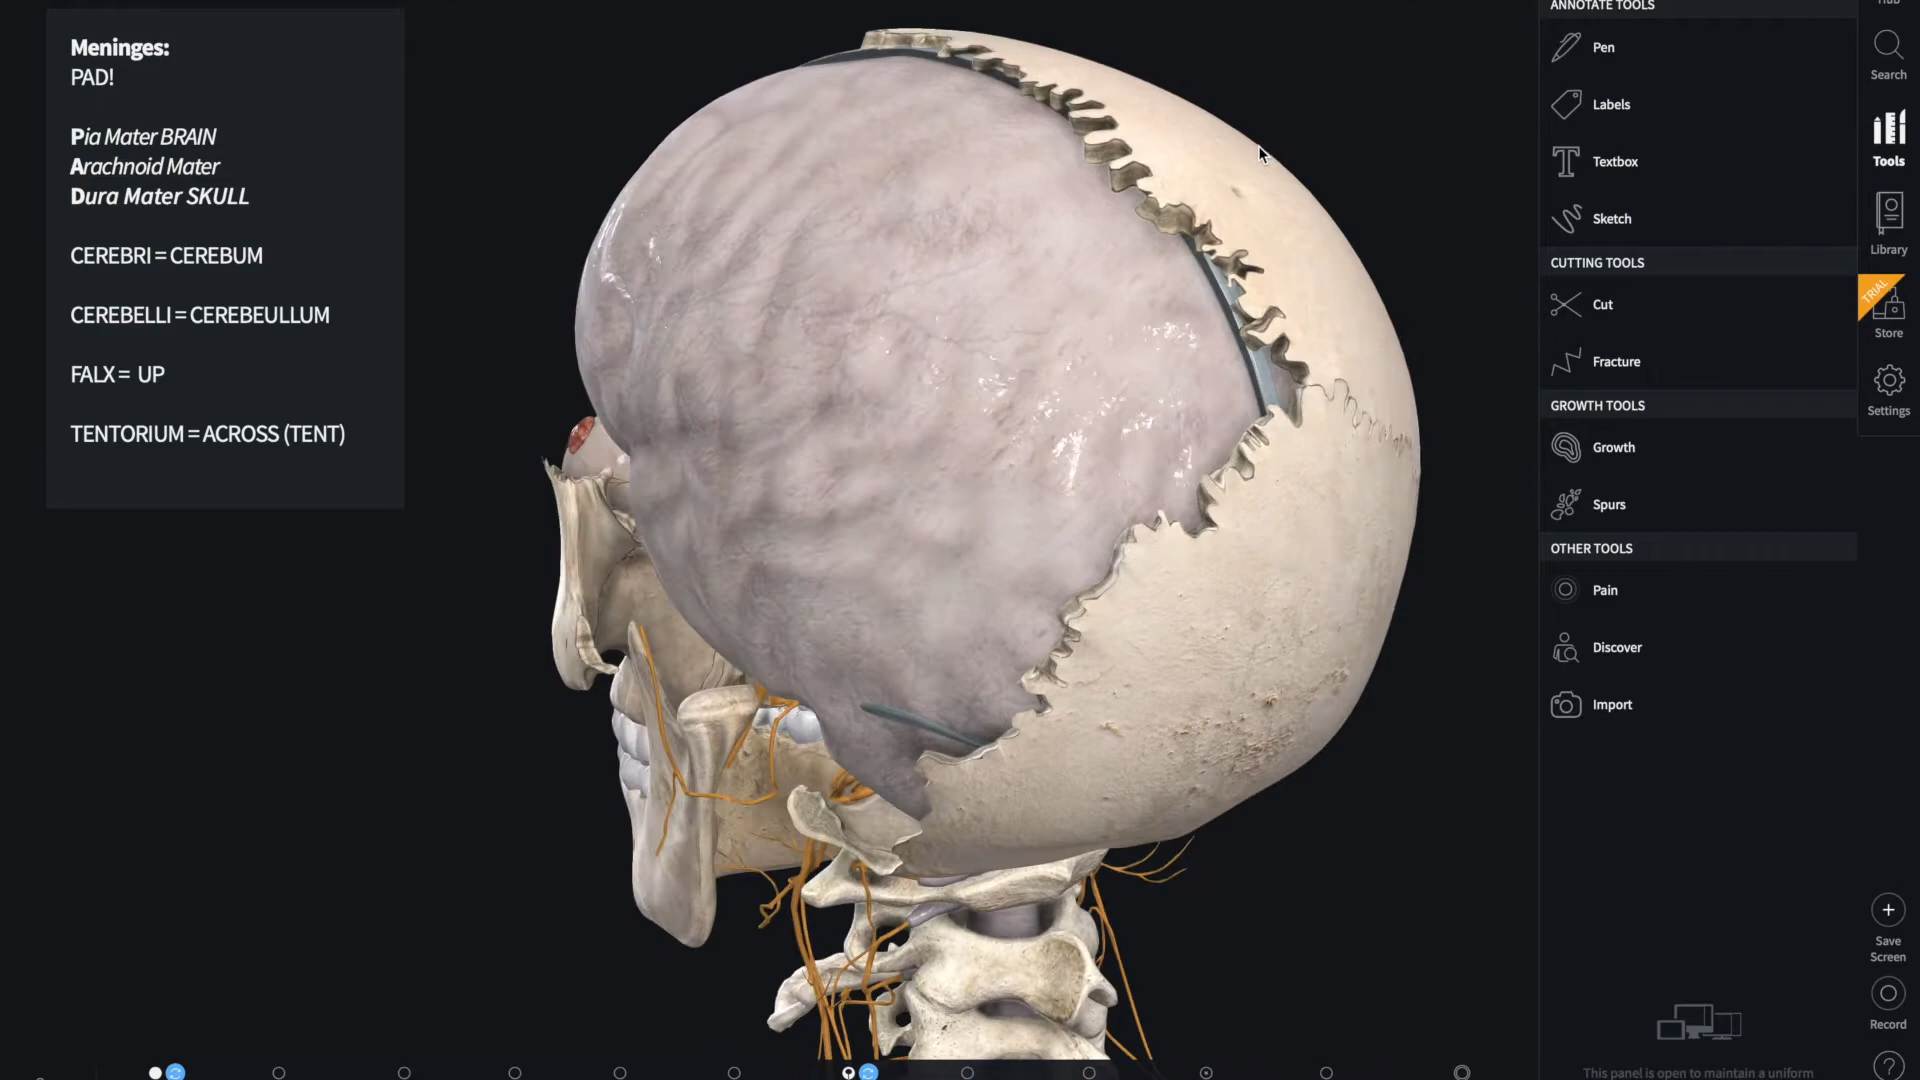 Meninges:
PAD!
Pia Mater BRAIN
Arachnoid Mater
Dura Mater SKULL
CEREBRI = CEREBUM
CEREBELLI = CEREBEULLUM
FALX = UP
TENTORIUM = ACROSS (TENT)
ANNOTATE TOOLS
Pen
Labels
Textbox
Sketch
CUTTING TOOLS
Cut
Fracture
GROWTH TOOLS
Growth
Spurs
OTHER TOOLS
Pain
Discover
Import
This panel is open to maintain a uniform
Hub
Search
Tools
Library
TRIAL
Store
Settings
+
Save
Screen
Record
?